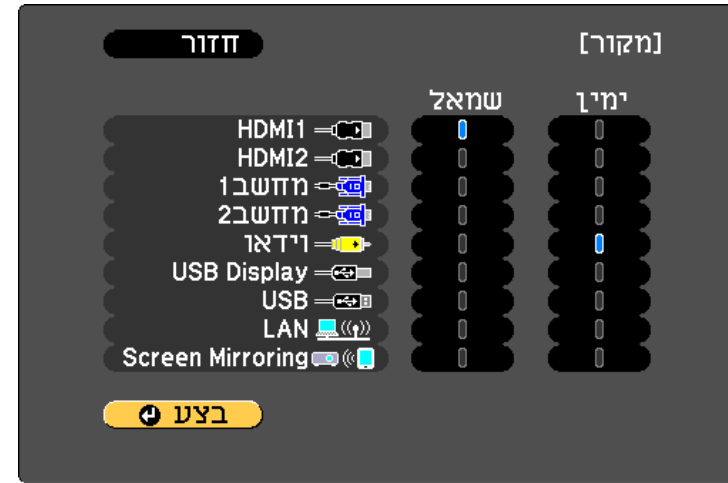 [מקור]
חזור
ימין שמאל
HDMI1
HDMI2
מחשב1
מחשב2
וידאו
USB Display
USB
LAN
Screen Mirroring
בצע